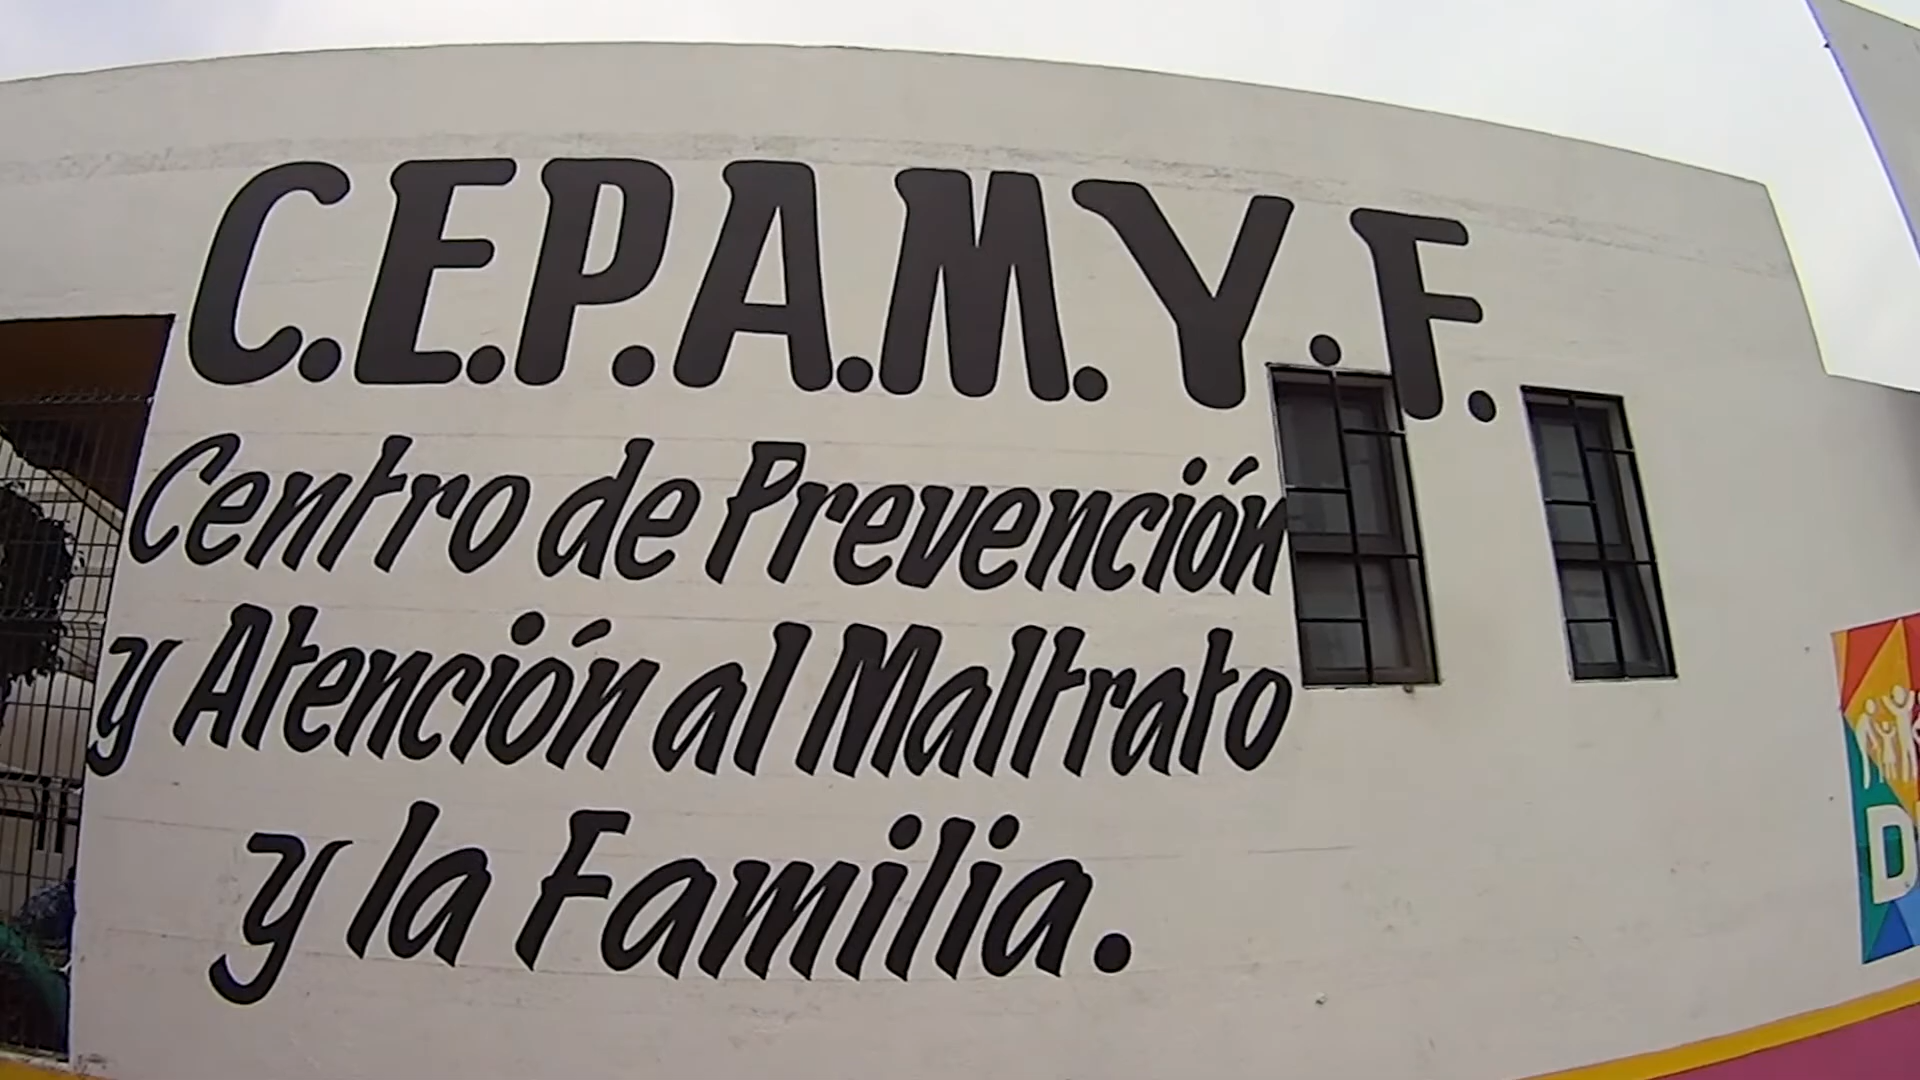 C.E.P.A.M.Y.F.
Centro de Prevención
y Atención al Maltrato
y la Familia.
D